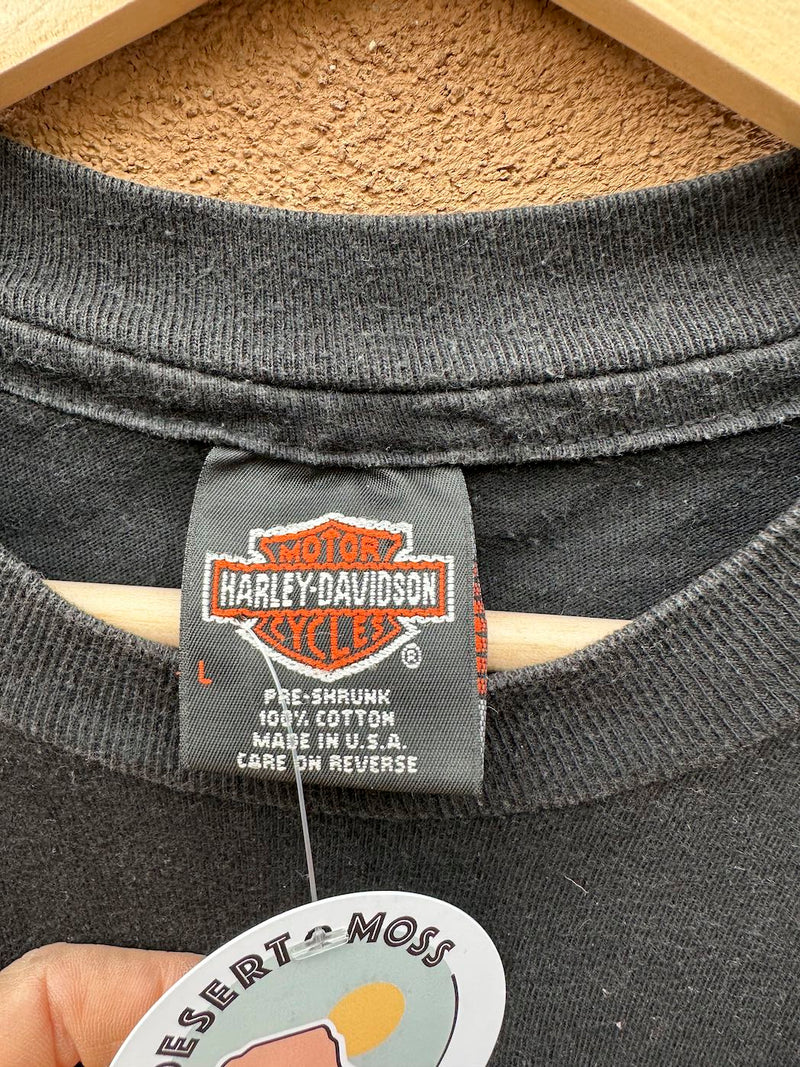 MOTOR
HARLEY-DAVIDSON
CYCLES
®
L
PRE-SHRUNK
100% COTTON
MADE IN U.S.A.
CARE ON REVERSE
DESERT MOSS